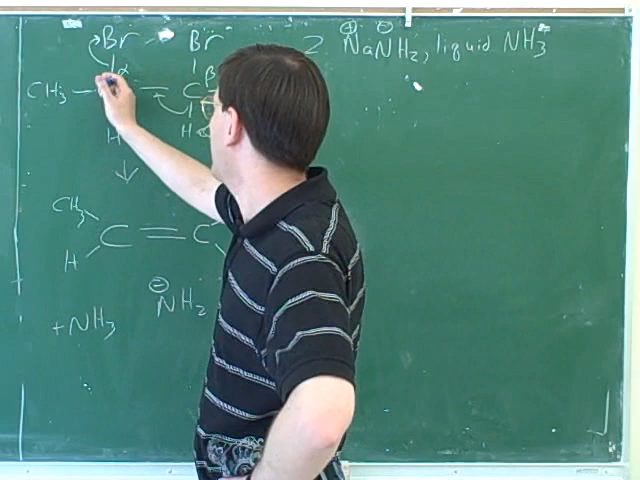 Br Br 2 ⊕ ⊖ NaNH₂, liquid NH₃
α β
CH₃ — = C
H H
CH₃
C = C
H
⊖
NH₂
+NH₃